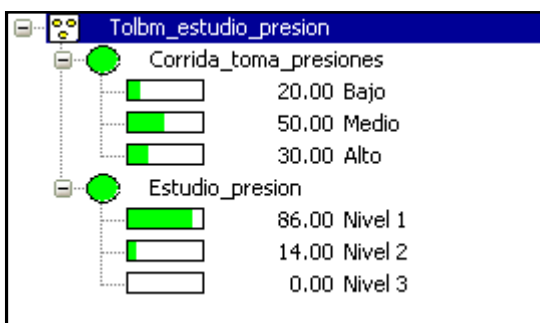 Tolbm_estudio_presion
Corrida_toma_presiones
20.00 Bajo
50.00 Medio
30.00 Alto
Estudio_presion
86.00 Nivel 1
14.00 Nivel 2
0.00 Nivel 3